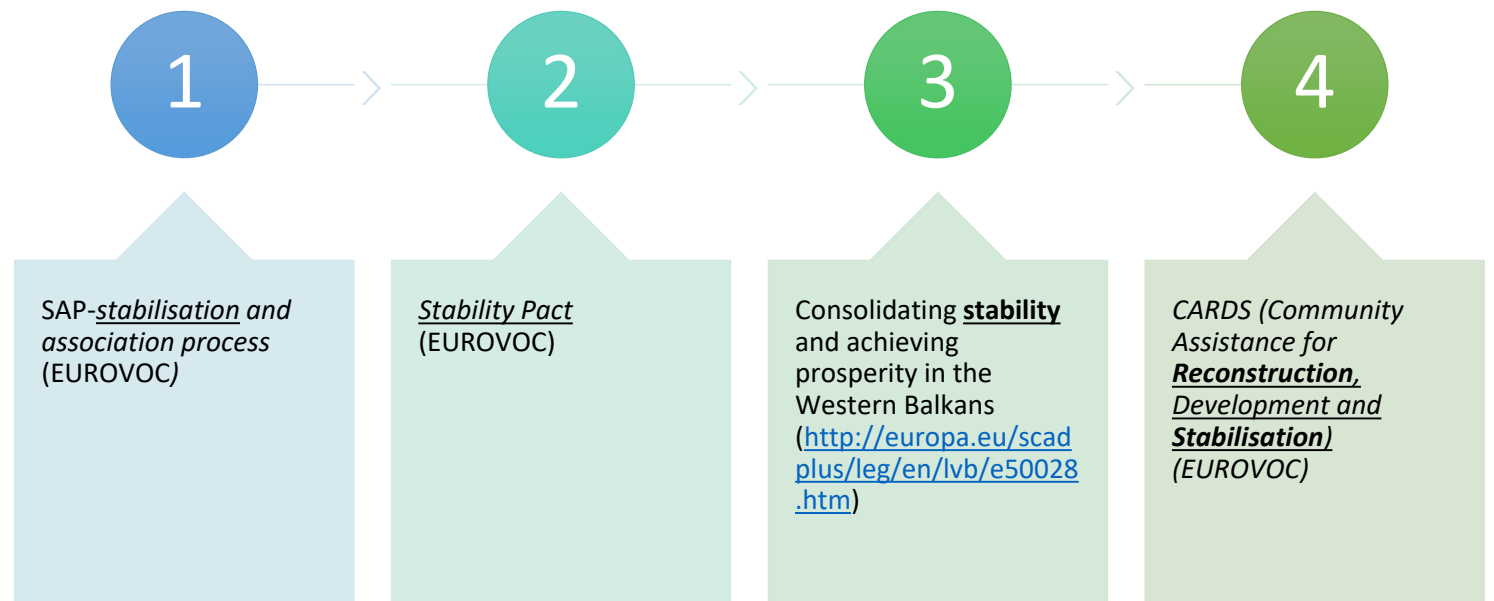 1
2
3
4
SAP-stabilisation and
association process
(EUROVOC)
Stability Pact
(EUROVOC)
Consolidating stability
and achieving
prosperity in the
Western Balkans
(http://europa.eu/scad
plus/leg/en/lvb/e50028
.htm)
CARDS (Community
Assistance for
Reconstruction,
Development and
Stabilisation)
(EUROVOC)